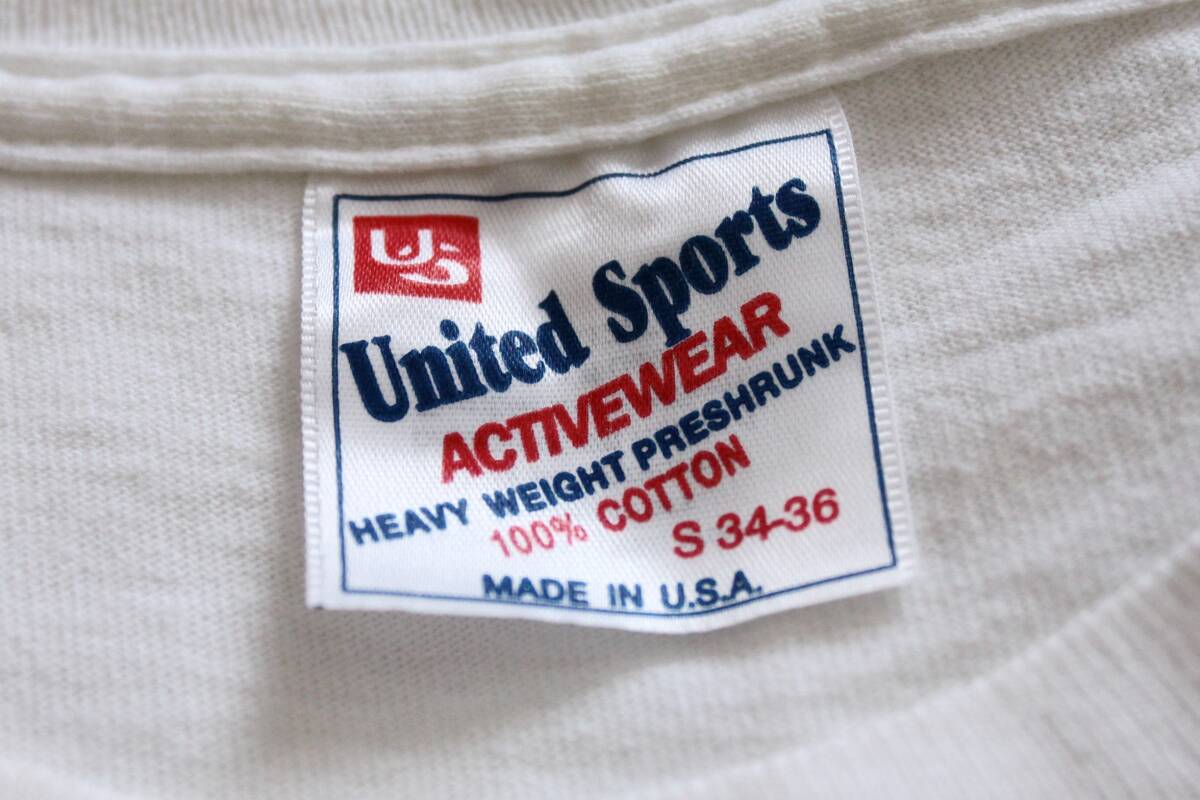 US
United Sports
ACTIVEWEAR
HEAVY WEIGHT PRESHRUNK
100% COTTON
S 34-36
MADE IN U.S.A.